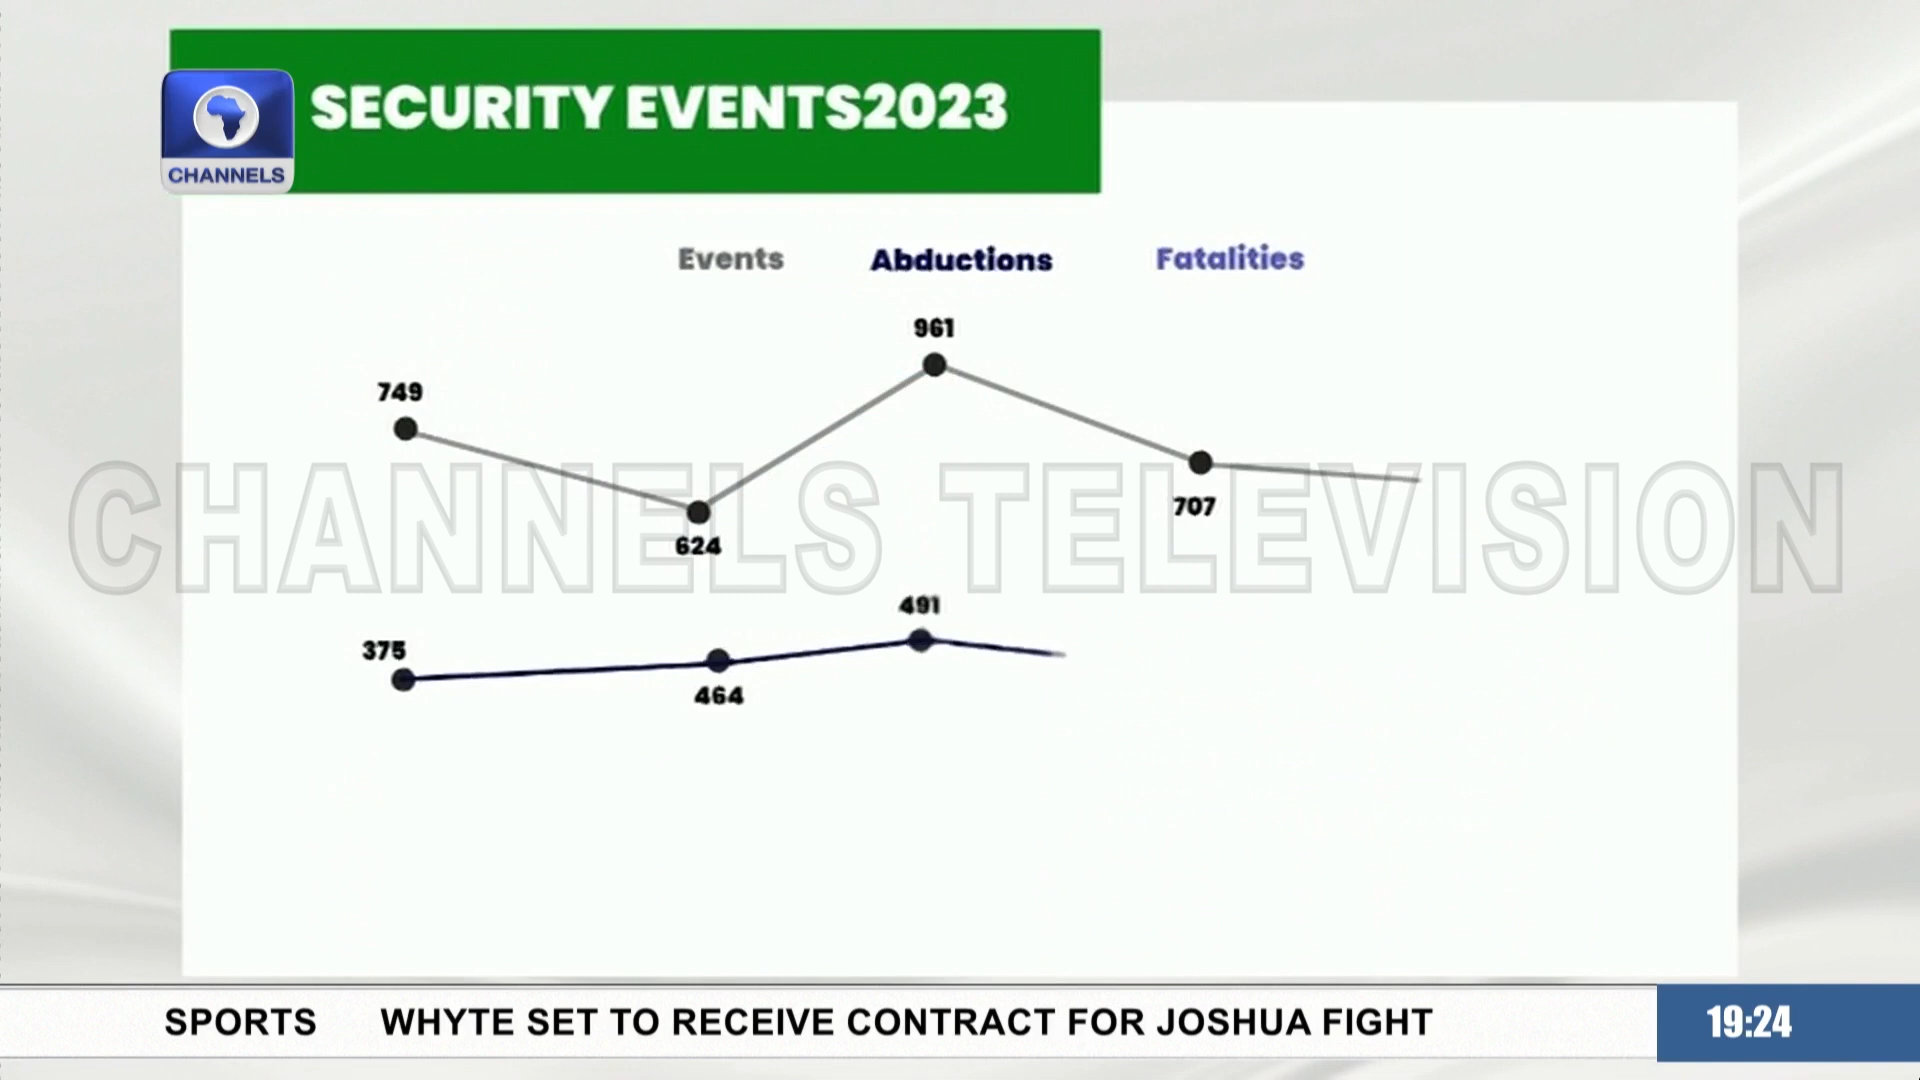 SECURITY EVENTS2023
CHANNELS
Events Abductions Fatalities
961
749
707
624
491
375
464
CHANNELS TELEVISION
SPORTS WHYTE SET TO RECEIVE CONTRACT FOR JOSHUA FIGHT
19:24